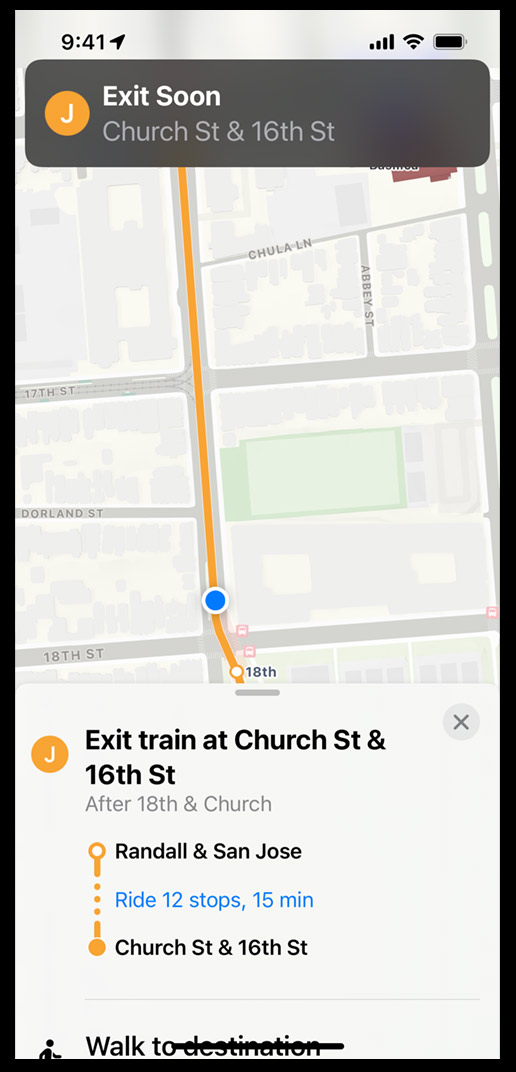 9:41
J
Exit Soon
Church St & 16th St
CHULA LN
ABBEY ST
17TH ST
DORLAND ST
18TH ST
18th
J
Exit train at Church St &
16th St
After 18th & Church
Randall & San Jose
Ride 12 stops, 15 min
Church St & 16th St
Walk to destination